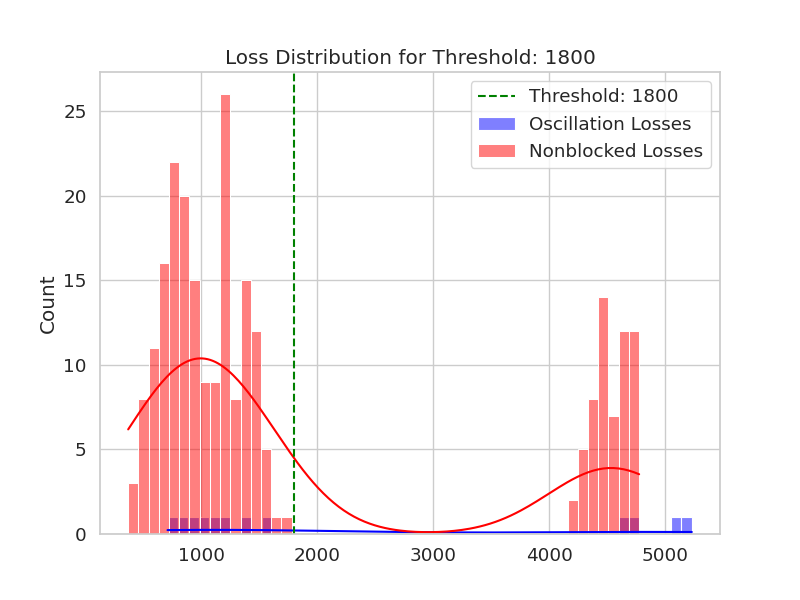 Loss Distribution for Threshold: 1800
Threshold: 1800
Oscillation Losses
Nonblocked Losses
Count
25
20
15
10
5
0
1000 2000 3000 4000 5000